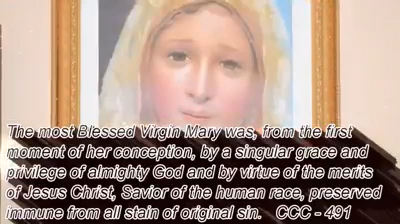 The most Blessed Virgin Mary was, from the first
moment of her conception, by a singular grace and
privilege of almighty God and by virtue of the merits
of Jesus Christ, Savior of the human race, preserved
immune from all stain of original sin. CCC - 491